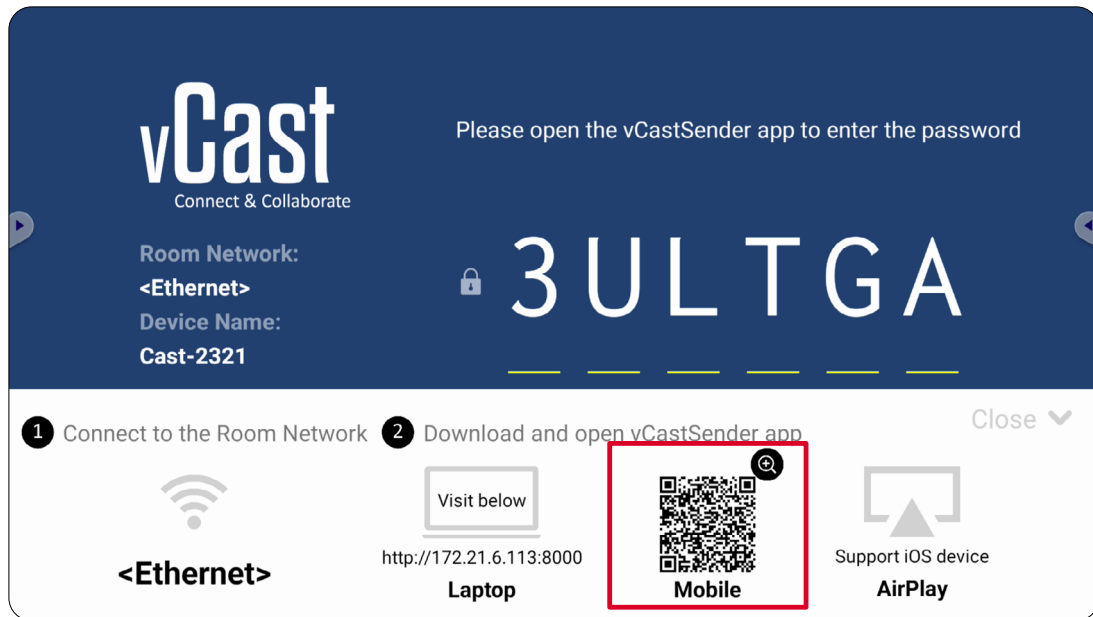 vCast
Connect & Collaborate
Please open the vCastSender app to enter the password
Room Network:
<Ethernet>
Device Name:
Cast-2321
3ULTGA
Close
1 Connect to the Room Network
2 Download and open vCastSender app
<Ethernet>
Visit below
http://172.21.6.113:8000
Laptop
Mobile
Support iOS device
AirPlay